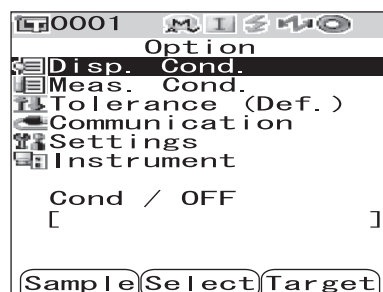 0001 M I
Option
Disp. Cond.
Meas. Cond.
Tolerance (Def.)
Communication
Settings
Instrument
Cond / OFF
[ ]
Sample Select Target